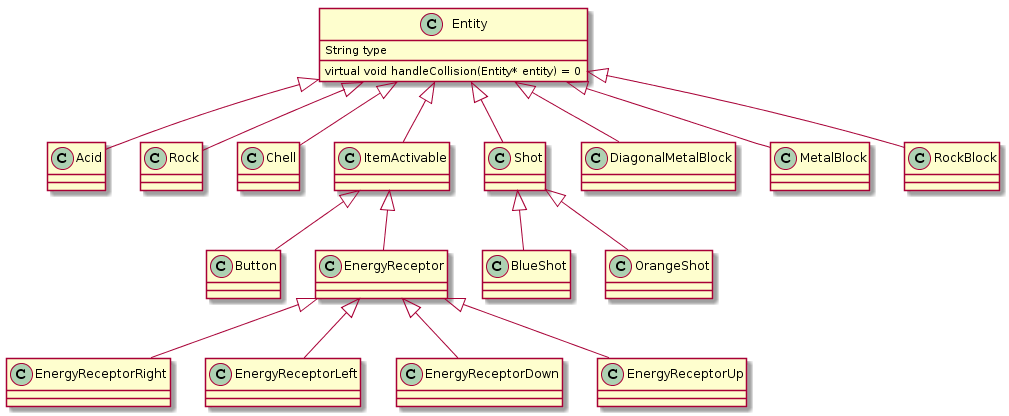 C Entity
String type
virtual void handleCollision(Entity* entity) = 0
C Acid
C Rock
C Chell
C ItemActivable
C Shot
C DiagonalMetalBlock
C MetalBlock
C RockBlock
C Button
C EnergyReceptor
C BlueShot
C OrangeShot
C EnergyReceptorRight
C EnergyReceptorLeft
C EnergyReceptorDown
C EnergyReceptorUp